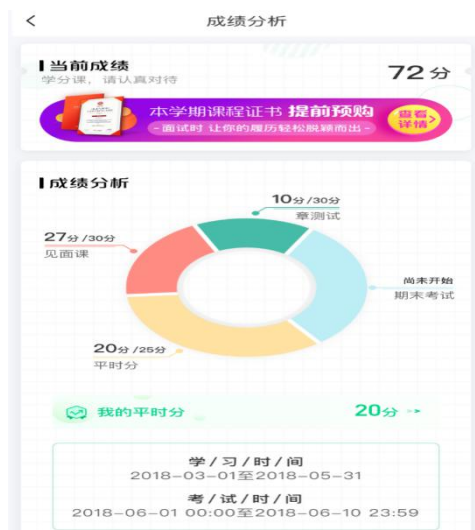 成绩分析
当前成绩
学分课，请认真对待
72分
本学期课程证书 提前预购
-面试时 让你的履历轻松脱颖而出-
查看
详情>
成绩分析
10分/30分
章测试
27分/30分
见面课
尚未开始
期末考试
20分/25分
平时分
我的平时分
20分
学/习/时/间
2018-03-01至2018-05-31
考/试/时/间
2018-06-01 00:00至2018-06-10 23:59